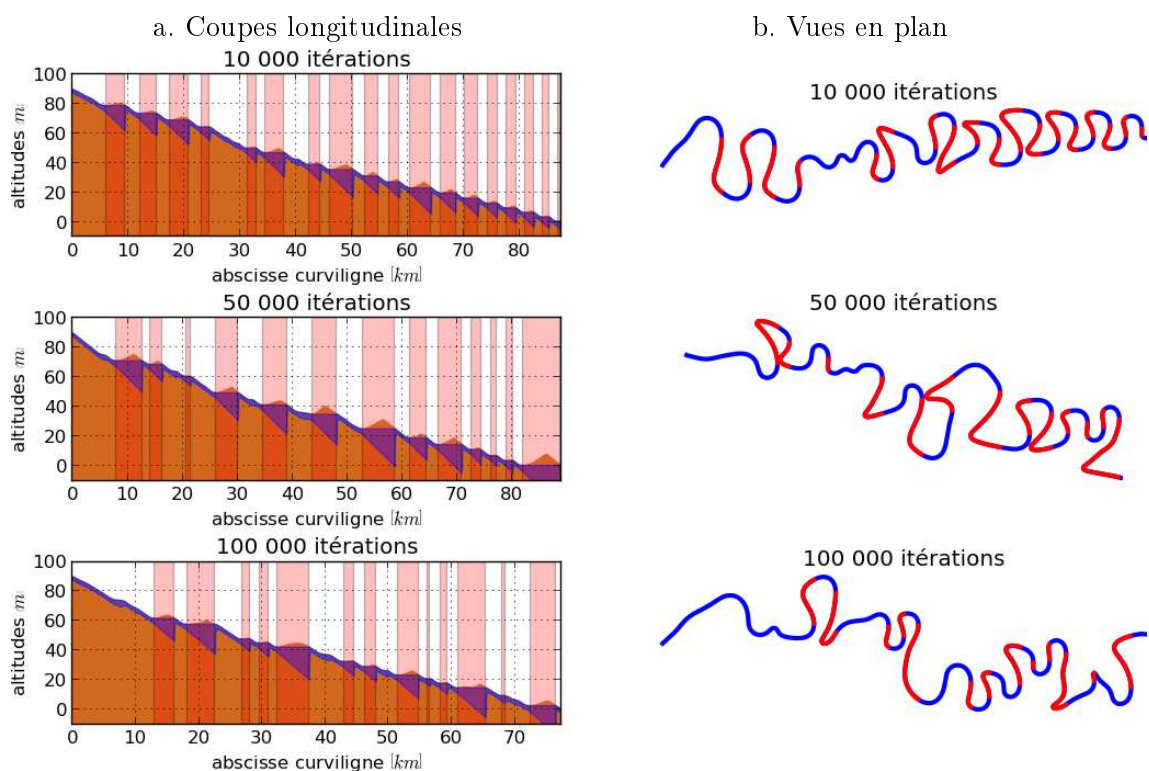 a. Coupes longitudinales
b. Vues en plan
10 000 itérations
100
80
60
40
20
0
altitudes [m]
0 10 20 30 40 50 60 70 80
abscisse curviligne [km]
10 000 itérations
50 000 itérations
100
80
60
40
20
0
altitudes [m]
0 10 20 30 40 50 60 70 80
abscisse curviligne [km]
50 000 itérations
100 000 itérations
100
80
60
40
20
0
altitudes [m]
0 10 20 30 40 50 60 70
abscisse curviligne [km]
100 000 itérations